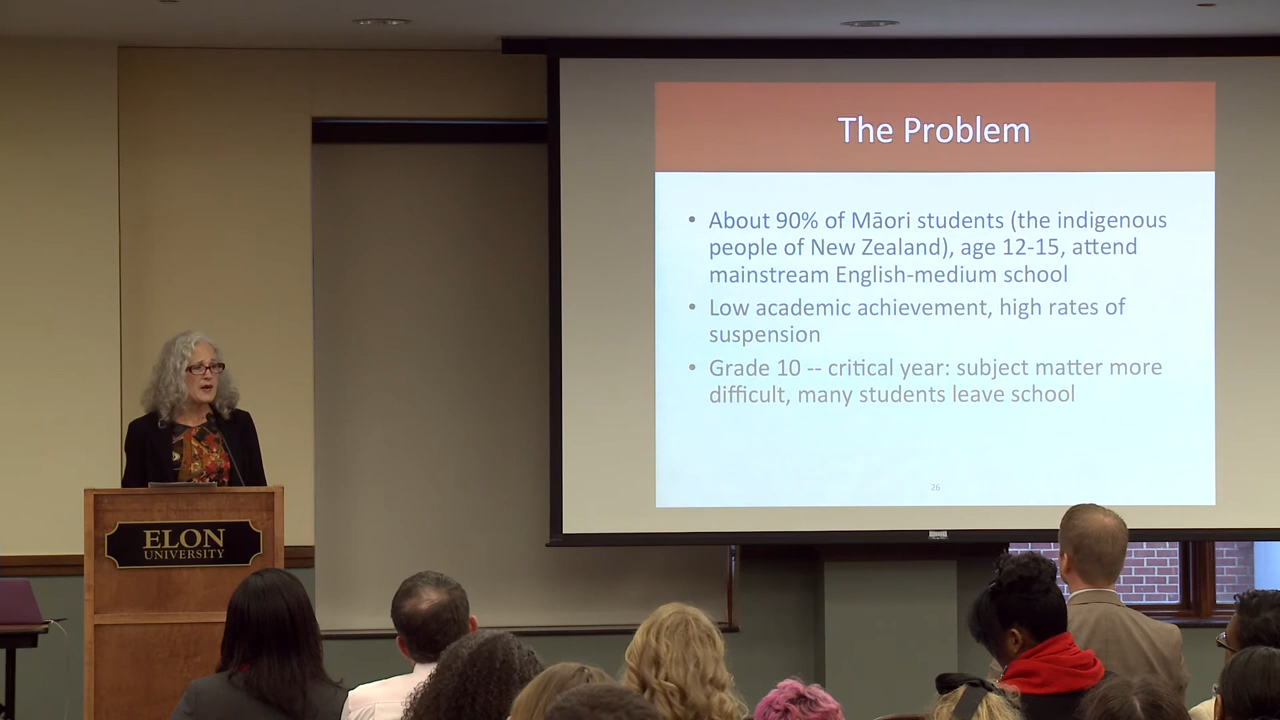 The Problem
• About 90% of Māori students (the indigenous
people of New Zealand), age 12-15, attend
mainstream English-medium school
• Low academic achievement, high rates of
suspension
• Grade 10 -- critical year: subject matter more
difficult, many students leave school
26
ELON
UNIVERSITY